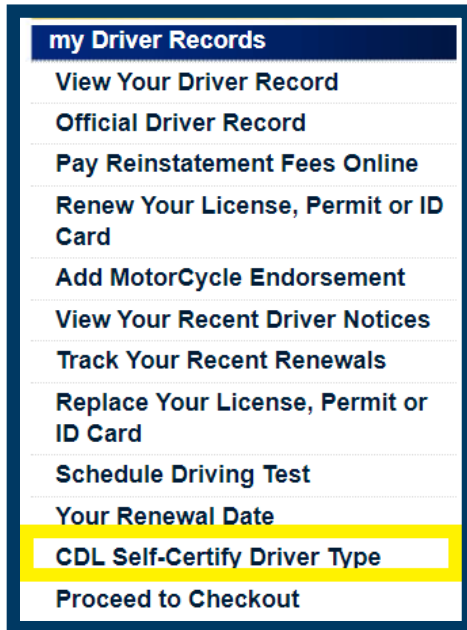 my Driver Records
View Your Driver Record
Official Driver Record
Pay Reinstatement Fees Online
Renew Your License, Permit or ID
Card
Add MotorCycle Endorsement
View Your Recent Driver Notices
Track Your Recent Renewals
Replace Your License, Permit or
ID Card
Schedule Driving Test
Your Renewal Date
CDL Self-Certify Driver Type
Proceed to Checkout